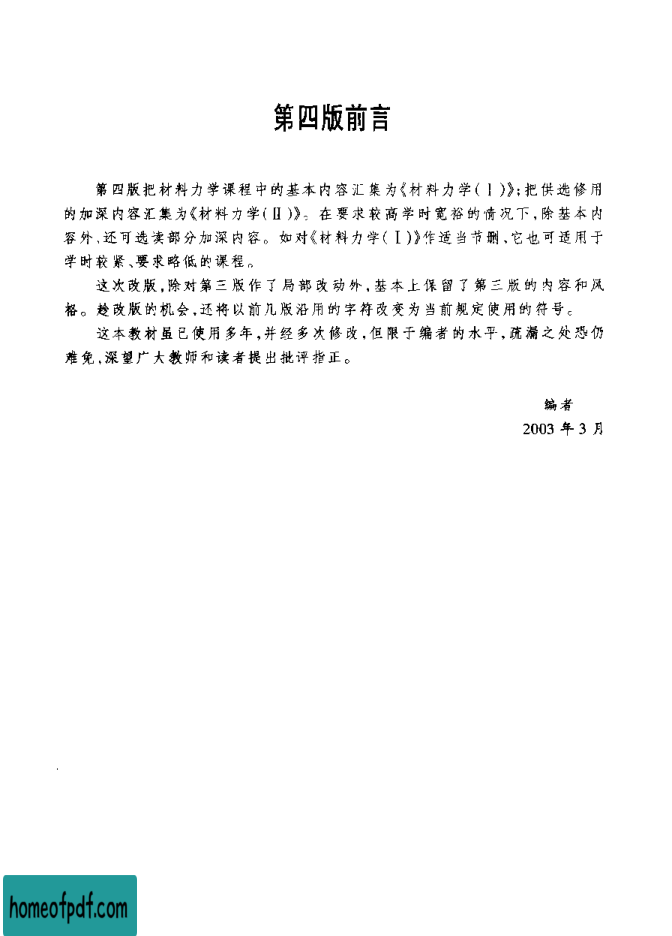 第四版前言
第四版把材料力学课程中的基本内容汇集为《材料力学(Ⅰ)》;把供选修用
的加深内容汇集为《材料力学(Ⅱ)》。在要求较高学时宽裕的情况下,除基本内
容外,还可选读部分加深内容。如对《材料力学(Ⅰ)》作适当节删,它也可适用于
学时较紧、要求略低的课程。
这次改版,除对第三版作了局部改动外,基本上保留了第三版的内容和风
格。趁改版的机会,还将以前几版沿用的字符改变为当前规定使用的符号。
这本教材虽已使用多年,并经多次修改,但限于编者的水平,疏漏之处恐仍
难免,深望广大教师和读者提出批评指正。
编者
2003 年 3 月
homeofpdf.com